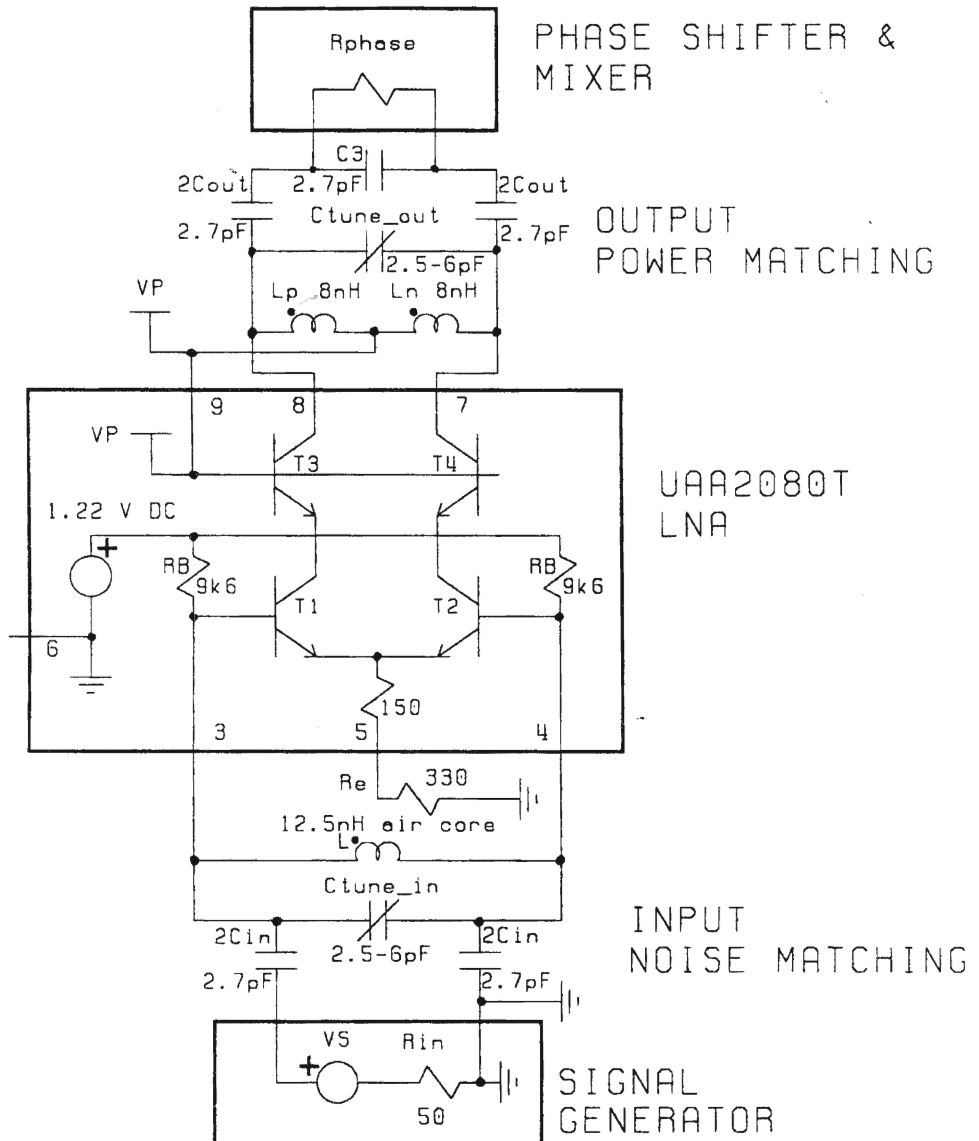 Rphase
PHASE SHIFTER &
MIXER
C3
2.7pF
2Cout
2.7pF
2Cout
2.7pF
Ctune_out
2.5-6pF
OUTPUT
POWER MATCHING
VP
Lp 8nH
Ln 8nH
9
8
7
VP
T3
T4
UAA2080T
LNA
1.22 V DC
+
RB
9k6
RB
9k6
T1
T2
6
150
3
5
4
Re
330
12.5nH air core
L
Ctune_in
2.5-6pF
2Cin
2.7pF
2Cin
2.7pF
INPUT
NOISE MATCHING
VS
+
Rin
50
SIGNAL
GENERATOR